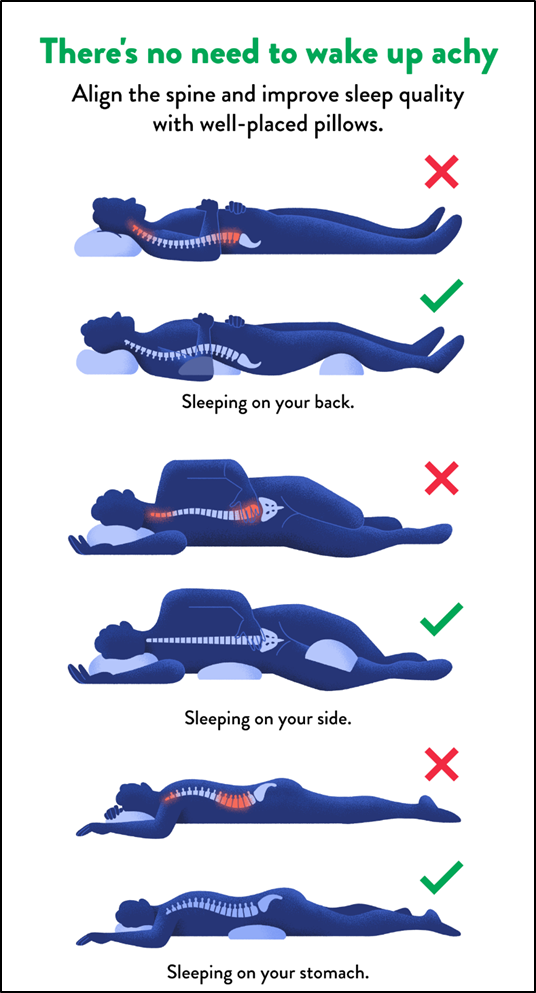 There's no need to wake up achy
Align the spine and improve sleep quality
with well-placed pillows.
Sleeping on your back.
Sleeping on your side.
Sleeping on your stomach.